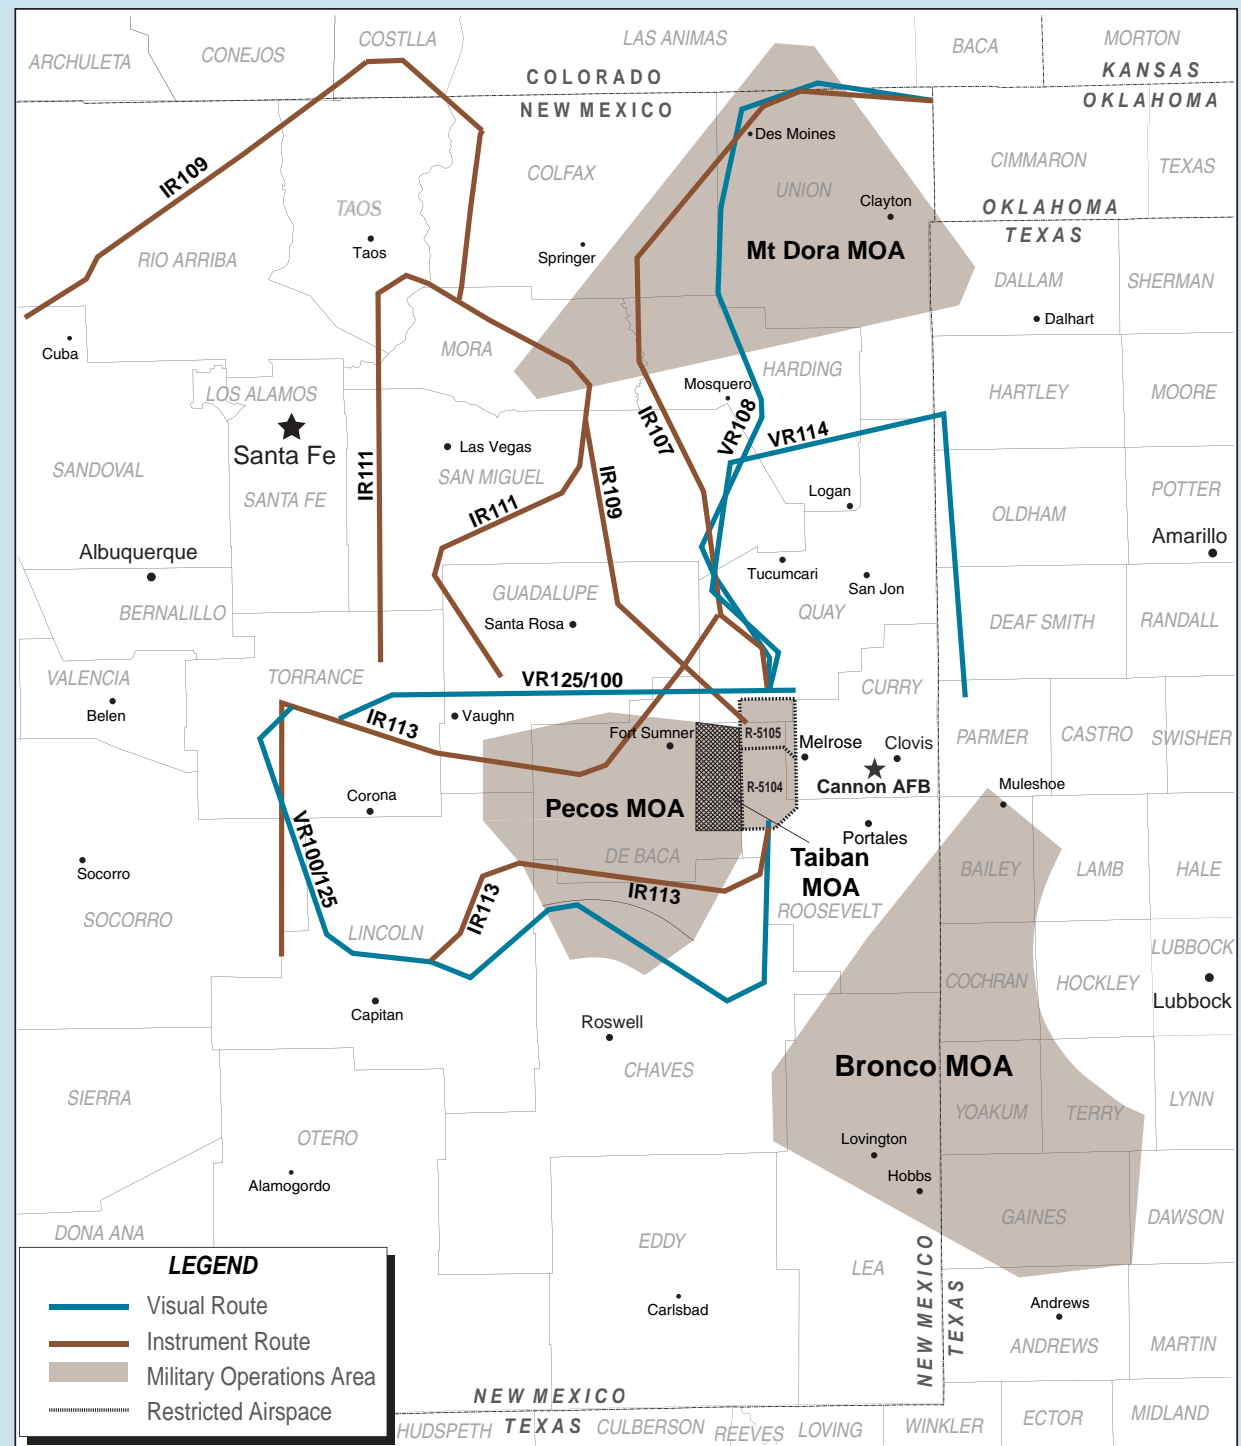 ARCHULETA
CONEJOS
COSTLLA
LAS ANIMAS
BACA
MORTON
COLORADO
KANSAS
NEW MEXICO
OKLAHOMA
Des Moines
IR109
COLFAX
UNION
CIMMARON
TEXAS
TAOS
Clayton
OKLAHOMA
TEXAS
Taos
RIO ARRIBA
Springer
Mt Dora MOA
DALLAM
SHERMAN
Dalhart
Cuba
MORA
HARDING
LOS ALAMOS
Mosquero
HARTLEY
MOORE
Santa Fe
IR107
VR108
VR114
Las Vegas
SANDOVAL
SANTA FE
IR111
SAN MIGUEL
IR111
IR109
Logan
OLDHAM
POTTER
Amarillo
Albuquerque
BERNALILLO
GUADALUPE
Tucumcari
San Jon
QUAY
Santa Rosa
DEAF SMITH
RANDALL
VALENCIA
TORRANCE
VR125/100
CURRY
Belen
IR113
Vaughn
Fort Sumner
R-5105
Melrose
Clovis
PARMER
CASTRO
SWISHER
Corona
Pecos MOA
R-5104
Cannon AFB
Muleshoe
VR100/125
Portales
DE BACA
Taiban
MOA
Socorro
SOCORRO
BAILEY
LAMB
HALE
IR113
IR113
ROOSEVELT
LINCOLN
LUBBOCK
COCHRAN
HOCKLEY
Lubbock
Capitan
Roswell
CHAVES
Bronco MOA
SIERRA
YOAKUM
TERRY
LYNN
OTERO
Lovington
Alamogordo
Hobbs
DONA ANA
EDDY
GAINES
DAWSON
LEA
NEW MEXICO
TEXAS
LEGEND
Visual Route
Instrument Route
Military Operations Area
Restricted Airspace
Carlsbad
Andrews
ANDREWS
MARTIN
NEW MEXICO
TEXAS
HUDSPETH
CULBERSON
REEVES
LOVING
WINKLER
ECTOR
MIDLAND